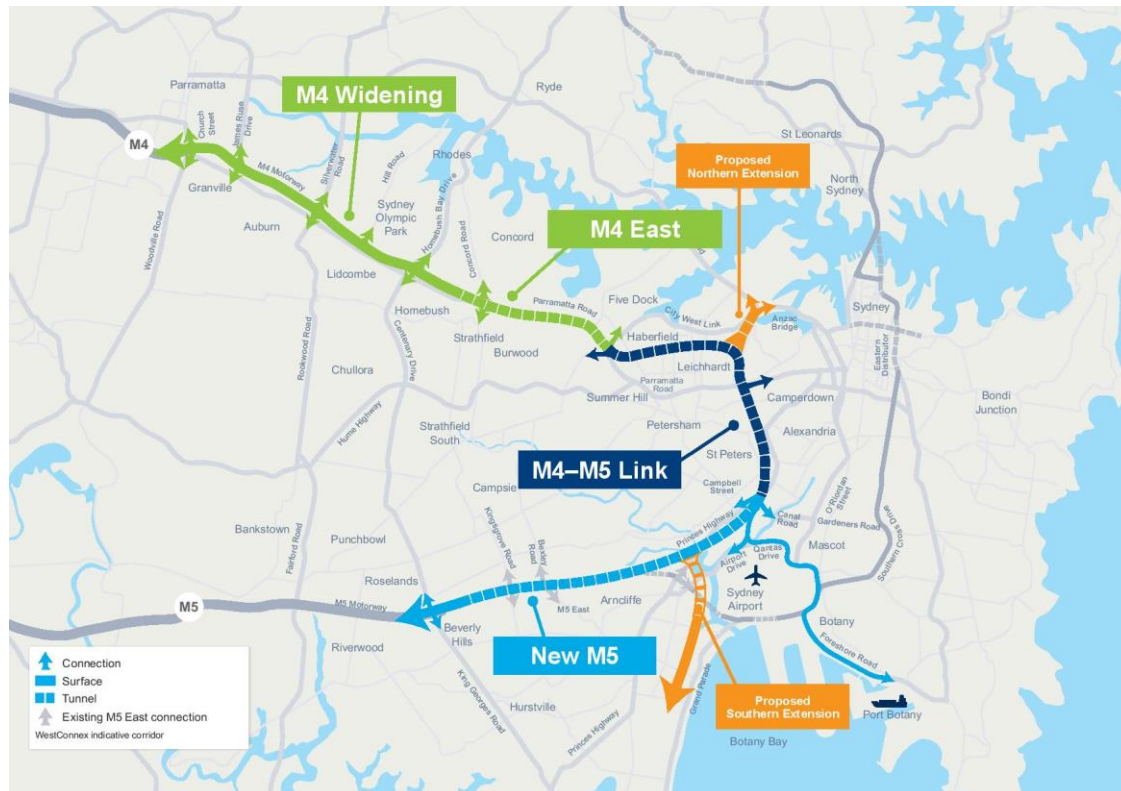 Parramatta
Church
Street
James Ruse
Drive
M4 Widening
Ryde
M4
Silverwater
Road
Hill Road
Rhodes
St Leonards
Proposed
Northern Extension
North
Sydney
Granville
M4 Motorway
Sydney
Olympic
Park
Homebush Bay Drive
Concord
Woodville Road
Auburn
Concord Road
M4 East
Lidcombe
Parramatta Road
Five Dock
City West Link
Anzac
Bridge
Sydney
Homebush
Haberfield
Strathfield
Burwood
Leichhardt
Eastern
Distributor
Rookwood Road
Centenary Drive
Chullora
Parramatta
Road
Summer Hill
Camperdown
Bondi
Junction
Hume Highway
Strathfield
South
Petersham
Alexandria
M4–M5 Link
St Peters
Campbell
Street
O'Riordan
Street
Campsie
Canal
Road
Gardeners Road
Bankstown
Punchbowl
Fairford Road
Kingsgrove Road
Bexley
Road
Princes Highway
Airport
Drive
Qantas
Drive
Mascot
Southern Cross Drive
Roselands
M5
M5 Motorway
M5 East
Arncliffe
Sydney
Airport
Riverwood
Beverly
Hills
New M5
Botany
Foreshore Road
King Georges Road
Hurstville
Princes Highway
Grand Parade
Proposed
Southern Extension
Port Botany
Botany Bay
Connection
Surface
Tunnel
Existing M5 East connection
WestConnex indicative corridor